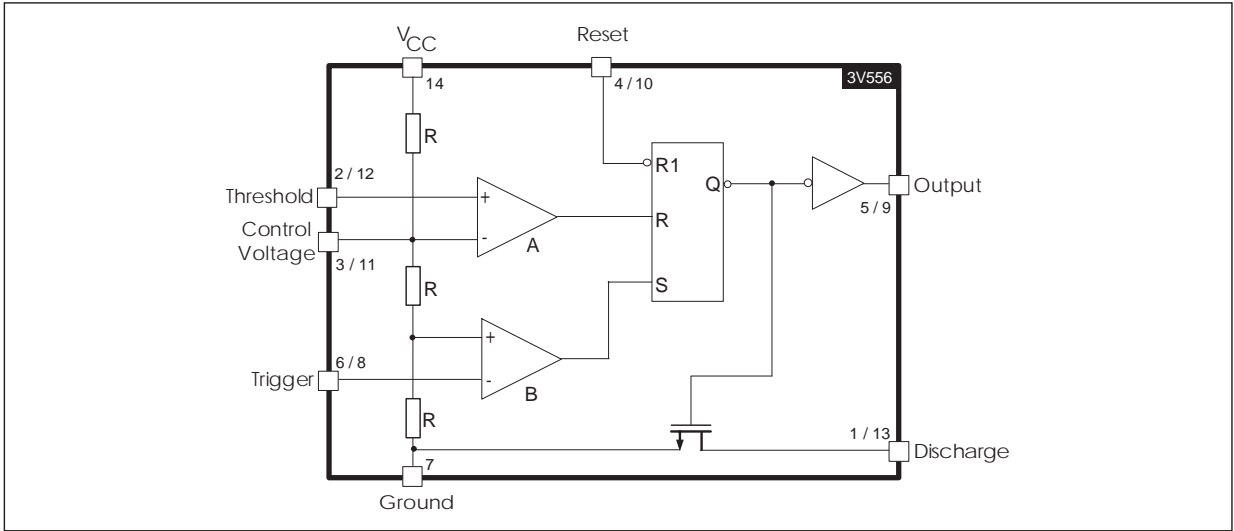 VCC
Reset
14
4 / 10
3V556
R
2 / 12
R1
Threshold
+
Q
Output
5 / 9
Control
Voltage
-
A
R
3 / 11
R
S
+
6 / 8
Trigger
-
B
R
1 / 13
Discharge
7
Ground